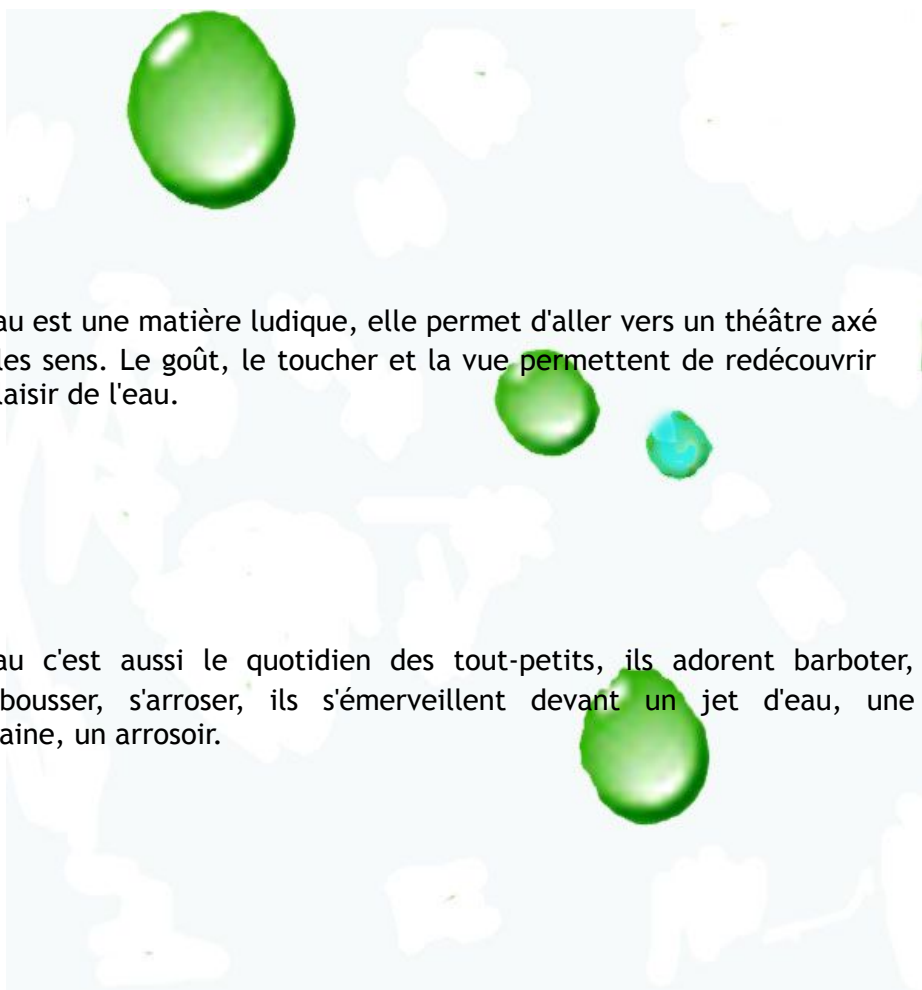 au est une matière ludique, elle permet d'aller vers un théâtre axé
les sens. Le goût, le toucher et la vue permettent de redécouvrir
laisir de l'eau.
au c'est aussi le quotidien des tout-petits, ils adorent barboter,
bousser, s'arroser, ils s'émerveillent devant un jet d'eau, une
aine, un arrosoir.